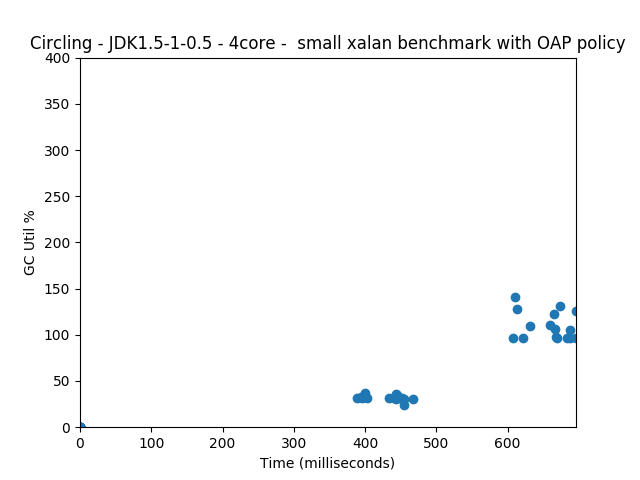 Circling - JDK1.5-1-0.5 - 4core -  small xalan benchmark with OAP policy
400
350
300
250
200
150
100
50
0
GC Util %
0 100 200 300 400 500 600
Time (milliseconds)